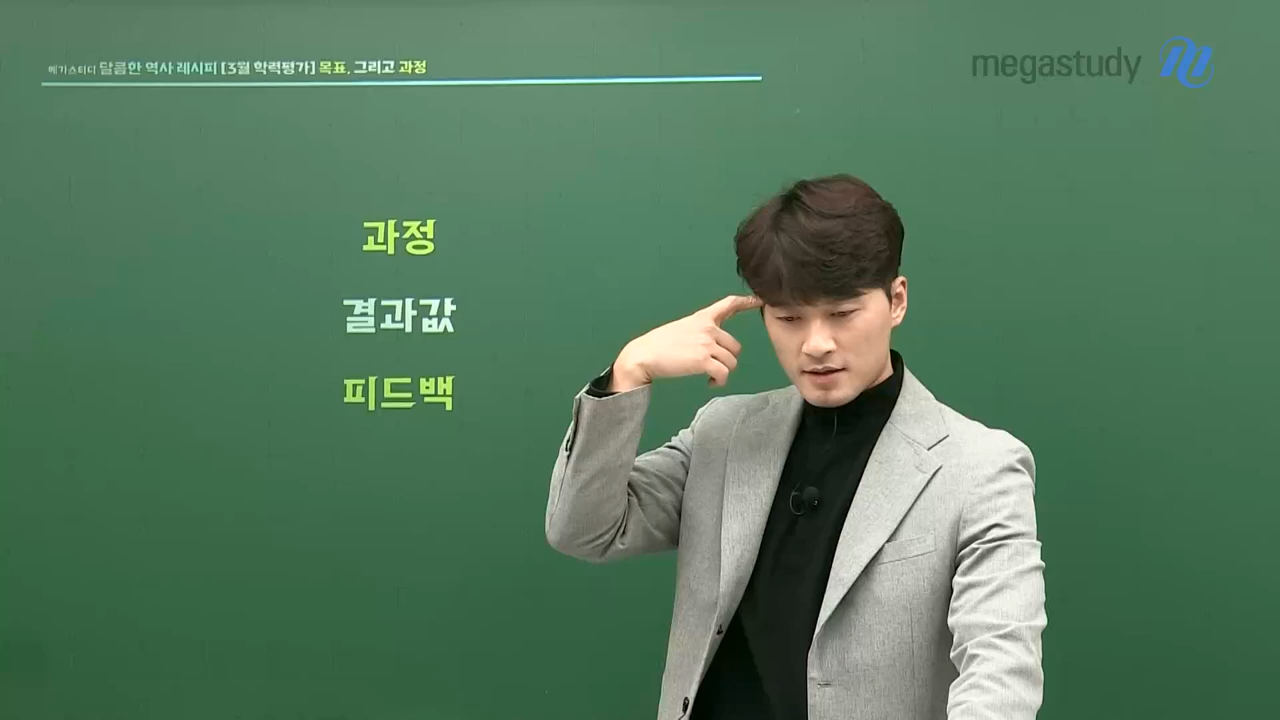 메가스터디 달콤한 역사 레시피 [3월 학력평가] 목표, 그리고 과정
megastudy
과정
결과값
피드백